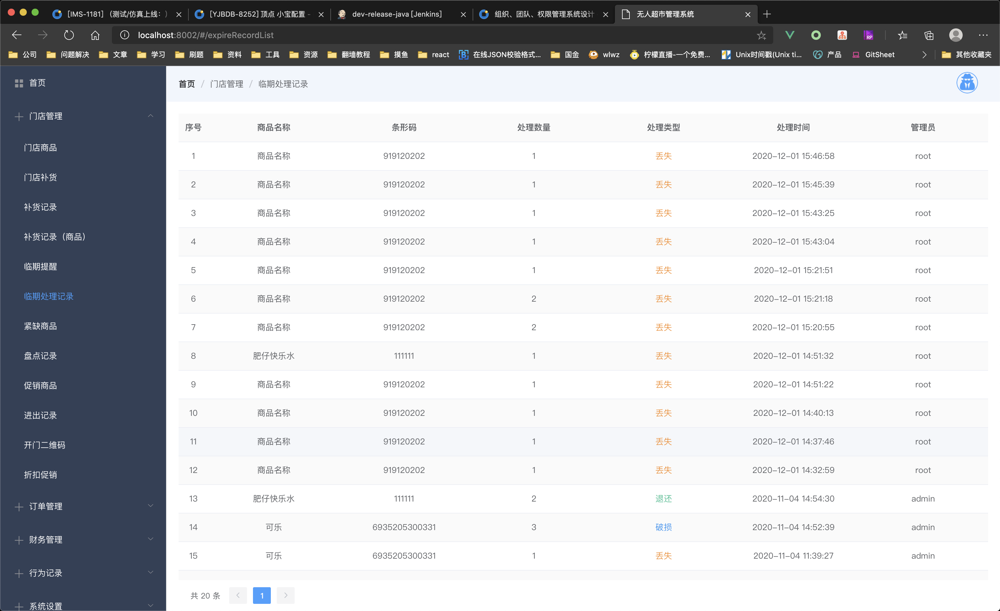 [IMS-1181]（测试/仿真上线：）
[YJBDB-8252] 顶点 小宝配置 -
dev-release-java [Jenkins]
组织、团队、权限管理系统设计
无人超市管理系统
localhost:8002/#/expireRecordList
RP
公司 问题解决 文章 学习 刷题 资料 工具 资源 翻墙教程 摸鱼 react 在线JSON校验格式... 国金 wlwz 柠檬直播-一个免费... Unix时间戳(Unix ti... 产品 GitSheet 其他收藏夹
首页
门店管理
门店商品
门店补货
补货记录
补货记录（商品）
临期提醒
临期处理记录
紧缺商品
盘点记录
促销商品
进出记录
开门二维码
折扣促销
订单管理
财务管理
行为记录
系统设置
首页 / 门店管理 / 临期处理记录
序号 商品名称 条形码 处理数量 处理类型 处理时间 管理员
1 商品名称 919120202 1 丢失 2020-12-01 15:46:58 root
2 商品名称 919120202 1 丢失 2020-12-01 15:45:39 root
3 商品名称 919120202 1 丢失 2020-12-01 15:43:25 root
4 商品名称 919120202 1 丢失 2020-12-01 15:43:04 root
5 商品名称 919120202 1 丢失 2020-12-01 15:21:51 root
6 商品名称 919120202 2 丢失 2020-12-01 15:21:18 root
7 商品名称 919120202 2 丢失 2020-12-01 15:20:55 root
8 肥仔快乐水 111111 1 丢失 2020-12-01 14:51:32 root
9 商品名称 919120202 1 丢失 2020-12-01 14:51:22 root
10 商品名称 919120202 1 丢失 2020-12-01 14:40:13 root
11 商品名称 919120202 1 丢失 2020-12-01 14:37:46 root
12 商品名称 919120202 1 丢失 2020-12-01 14:32:59 root
13 肥仔快乐水 111111 2 退还 2020-11-04 14:54:30 admin
14 可乐 6935205300331 3 破损 2020-11-04 14:52:39 admin
15 可乐 6935205300331 1 丢失 2020-11-04 11:39:27 admin
共 20 条 1